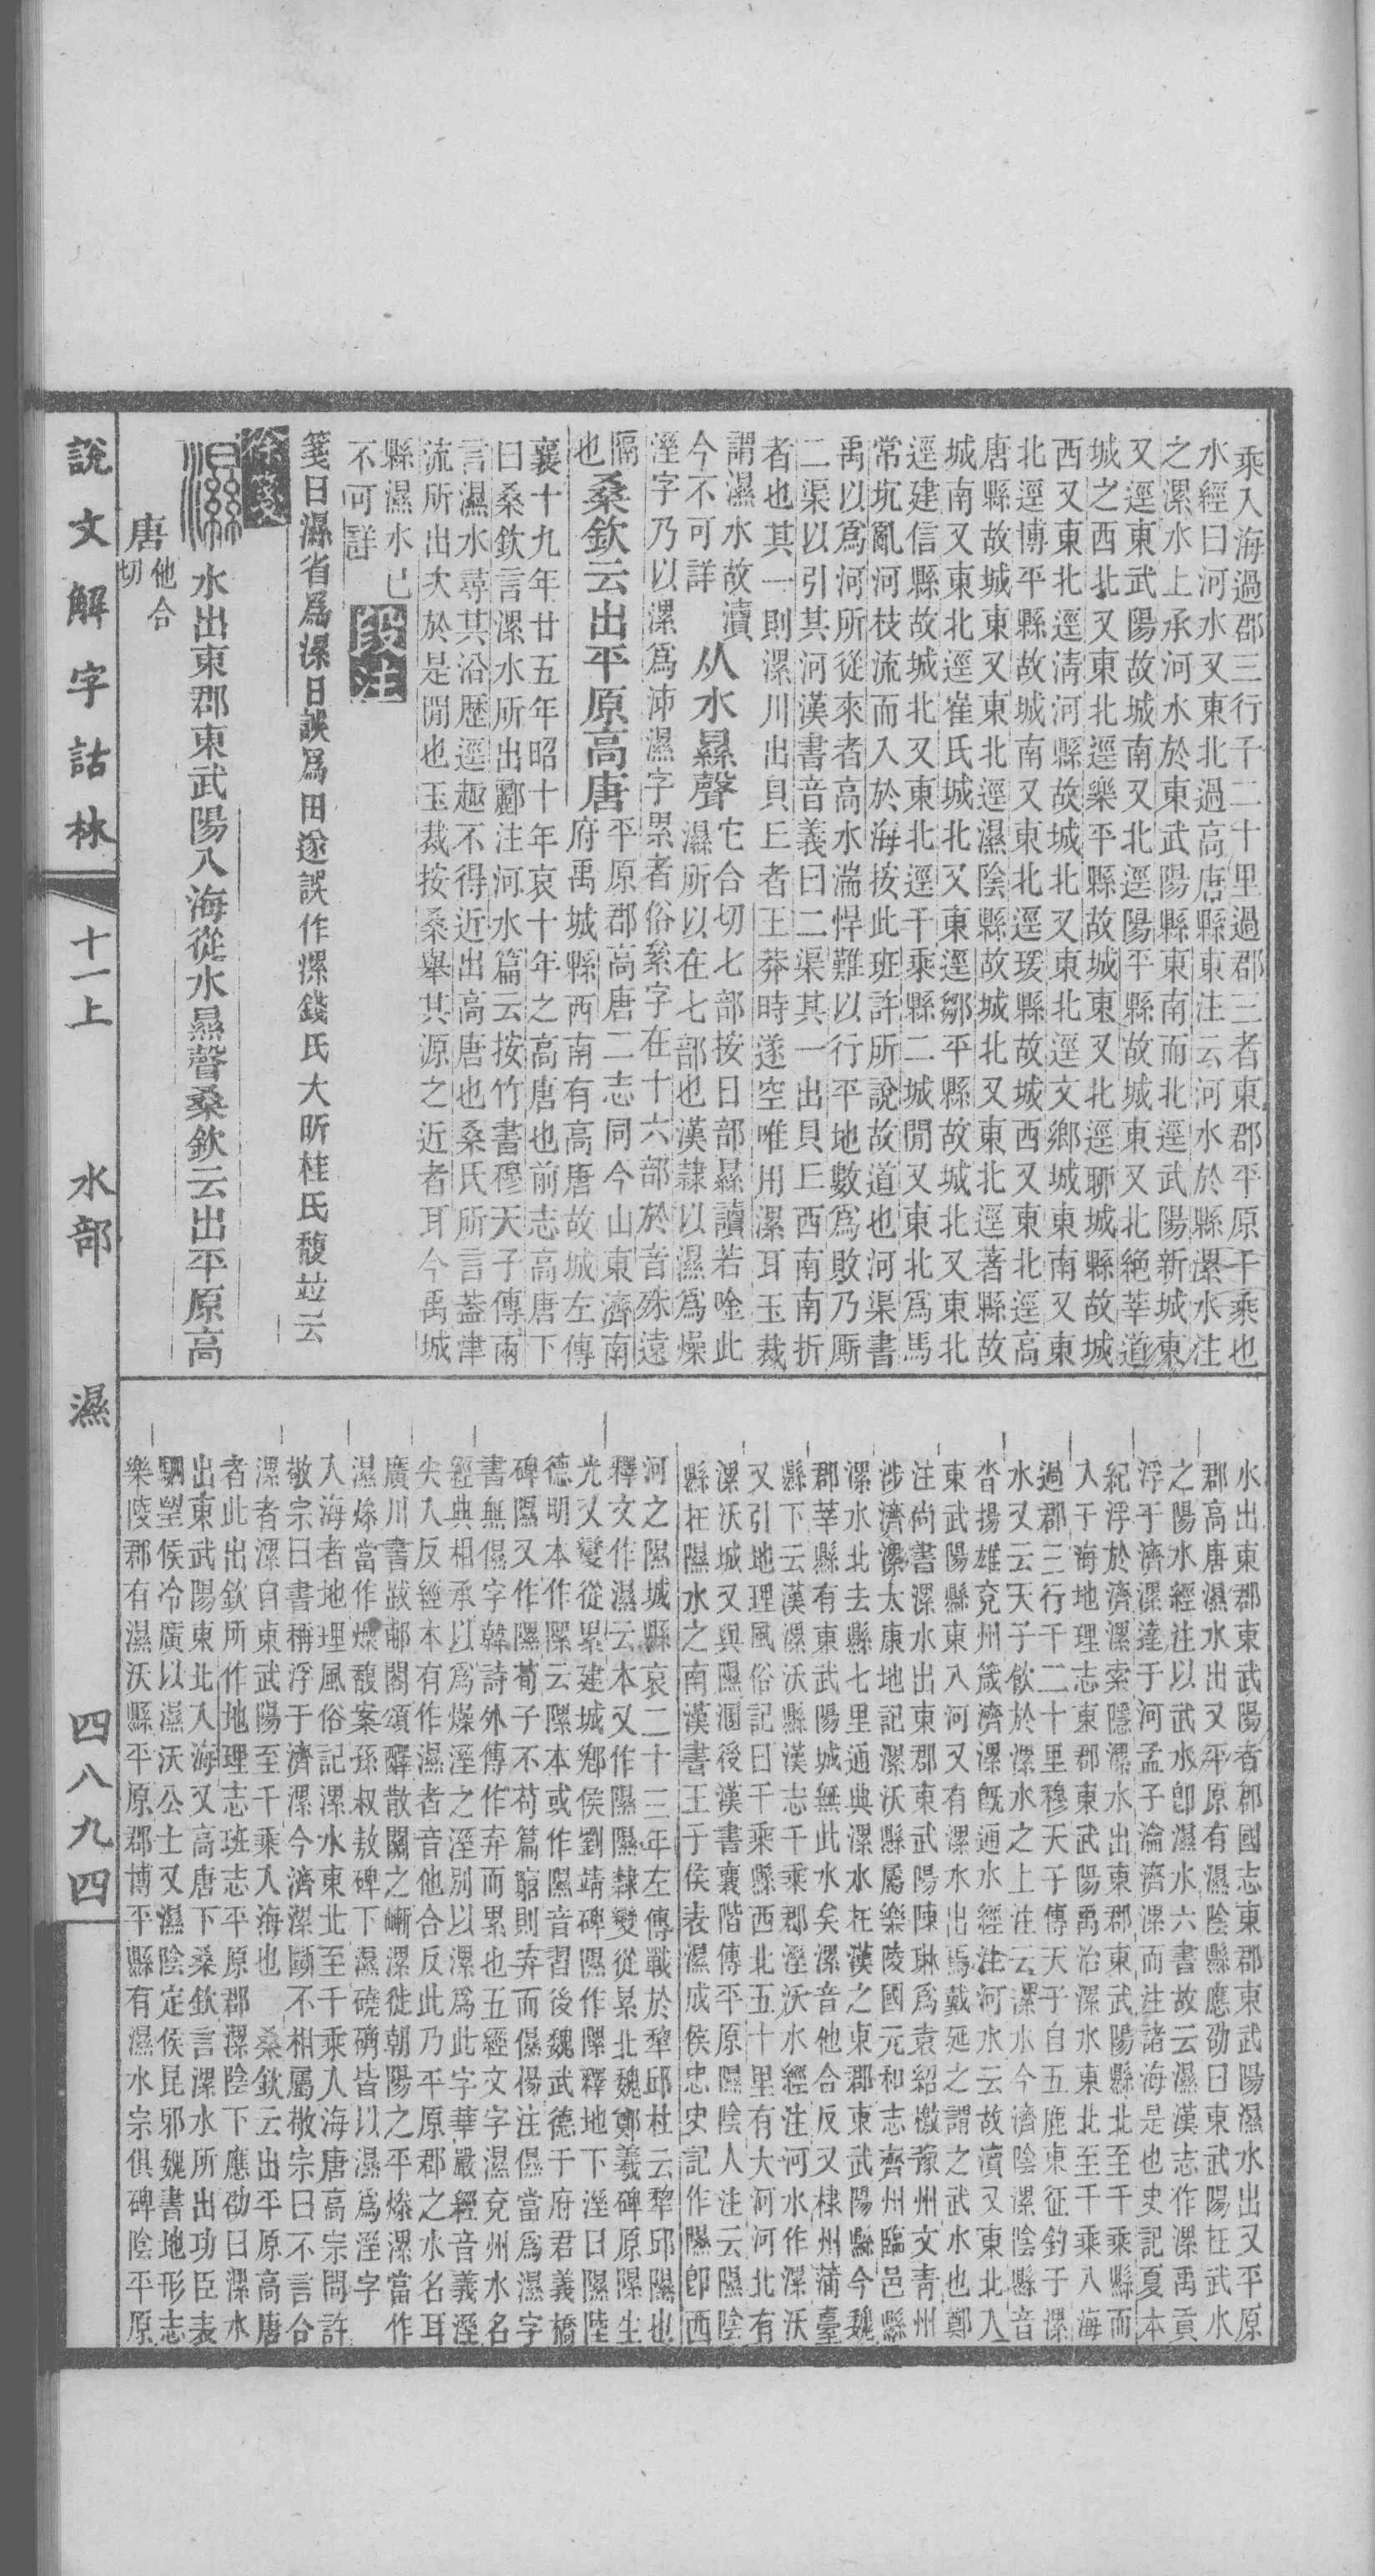 乘入海過郡三行千二十里過郡三者東郡平原千乘也
水經曰河水又東北過高唐縣東注云河水於縣漯水注
之漯水上承河水於東武陽縣東南而北逕武陽新城東
又逕東武陽故城南又北逕陽平縣故城東又北絕莘道
城之西北又東北逕樂平縣故城東又北逕聊城縣故城
西又東北逕清河縣故城北又東北逕文鄉城東南又東
北逕博平縣故城南又東北逕瑗縣故城西又東北逕高
唐縣故城東又東北逕濕陰縣故城北又東北逕著縣故
城南又東北逕崔氏城北又東逕鄒平縣故城北又東北
逕建信縣故城北又東北逕千乘縣二城閒又東北爲馬
常坑亂河枝流而入於海按此班許所說故道也河渠書
禹以爲河所從來者高水湍悍難以行平地數爲敗乃厮
二渠以引其河漢書音義曰二渠其一出貝丘西南南折
者也其一則漯川出貝丘者王莽時遂空唯用漯耳玉裁
謂濕水故瀆
今不可詳
从水㬎聲
它合切七部按日部㬎讀若唫此
濕所以在七部也漢隸以濕爲燥
溼字乃以漯爲沛濕字累者俗絫字在十六部於音殊遠
隔
也
桑欽云出平原高唐
平原郡高唐二志同今山東濟南
府禹城縣西南有高唐故城左傳
襄十九年廿五年昭十年哀十年之高唐也前志高唐下
曰桑欽言漯水所出酈注河水篇云按竹書穆天子傳兩
言濕水尋其沿歷逕趣不得近出高唐也桑氏所言蓋津
流所出次於是閒也玉裁按桑舉其源之近者耳今禹城
縣濕水已
不可詳
段注
箋曰濕省爲㬎日誤爲田遂誤作漯錢氏大昕桂氏馥竝云
徐箋
水出東郡東武陽入海從水㬎聲桑欽云出平原高
唐
他合
切
水出東郡東武陽者郡國志東郡東武陽濕水出又平原
郡高唐濕水出又平原有濕陰縣應劭曰東武陽在武水
之陽水經注以武水卽濕水六書故云濕漢志作漯禹貢
浮于濟漯達于河孟子瀹濟漯而注諸海是也史記夏本
紀浮於濟漯索隱漯水出東郡東武陽縣北至千乘縣而
入于海地理志東郡東武陽禹治漯水東北至千乘入海
過郡三行千二十里穆天子傳天子自五鹿東征釣于漯
水又云天子飲於漯水之上注云漯水今濟陰漯陰縣音
沓揚雄兗州箴濟漯旣通水經注河水云故瀆又東北入
東武陽縣東入河又有漯水出焉戴延之謂之武水也鄭
注尚書漯水出東郡東武陽陳琳爲袁紹檄豫州文青州
涉濟漯太康地記漯沃縣屬樂陵國元和志齊州臨邑縣
漯水北去縣七里通典漯水在漢之東郡東武陽縣今魏
郡莘縣有東武陽城無此水矣漯音他合反又棣州蒲臺
縣下云漢漯沃縣漢志千乘郡溼沃水經注河水作漯沃
又引地理風俗記曰千乘縣西北五十里有大河河北有
漯沃城又與隰涸後漢書襄階傳平原隰陰人注云隰陰
縣在隰水之南漢書王子侯表濕成侯忠史記作隰卽西
河之隰城縣哀二十三年左傳戰於犂邱杜云犂邱隰也
釋文作濕云本又作隰隰隸變從㬎北魏鄭羲碑原隰生
光又變從累建城鄉侯劉靖碑隰作㶟釋地下溼曰隰陸
德明本作隰云隰本或作隰音習後魏武德于府君義橋
碑隰又作隰荀子不苟篇竆則弃而儑楊注儑當爲濕字
書無儑字韓詩外傳作弃而累也五經文字濕兗州水名
經典相承以爲燥溼之溼別以漯爲此字華嚴經音義溼
失入反經本有作濕者音他合反此乃平原郡之水名耳
廣川書跋郙閣頌醳散關之嶃漯徙朝陽之平㷮漯當作
濕㷮當作燥馥案孫叔敖碑下濕磽确皆以濕爲溼字
入海者地理風俗記漯水東北至千乘入海唐高宗問許
敬宗曰書稱浮于濟漯今濟漯斷不相屬敬宗曰不言合
漯者漯自東武陽至千乘入海也　桑欽云出平原高唐
者此出欽所作地理志班志平原郡漯陰下應劭曰漯水
出東武陽東北入海又高唐下桑欽言漯水所出功臣表
駟望侯冷廣以濕沃公士又濕陰定侯昆邪魏書地形志
樂陵郡有濕沃縣平原郡博平縣有濕水宗俱碑陰平原
說文解字詁林
十一上
水部
濕
四八九四